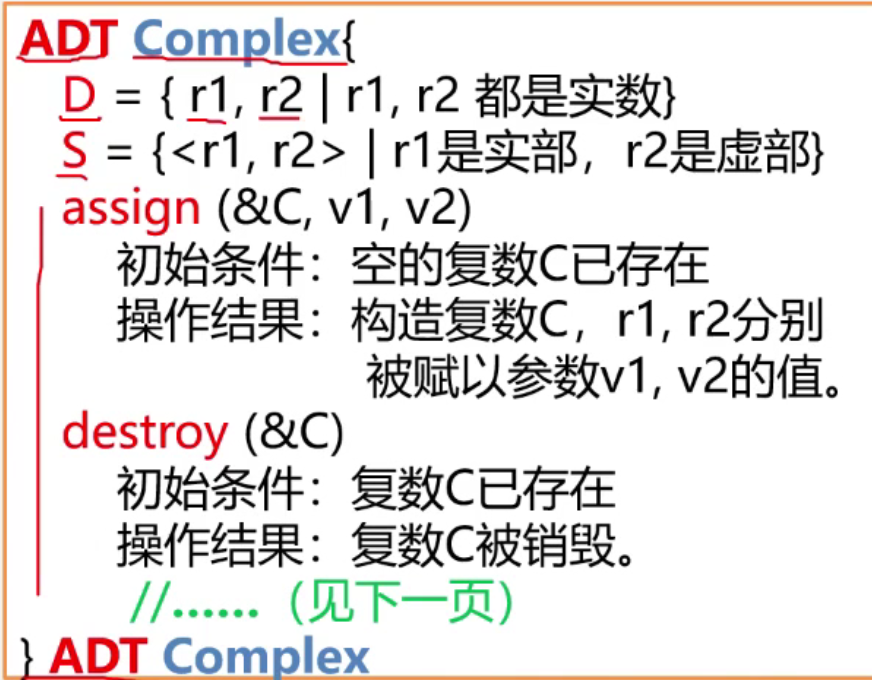 ADT Complex{
D = { r1, r2 | r1, r2 都是实数}
S = {<r1, r2> | r1是实部，r2是虚部}
assign (&C, v1, v2)
初始条件：空的复数C已存在
操作结果：构造复数C，r1, r2分别
被赋以参数v1, v2的值。
destroy (&C)
初始条件：复数C已存在
操作结果：复数C被销毁。
//......（见下一页）
} ADT Complex